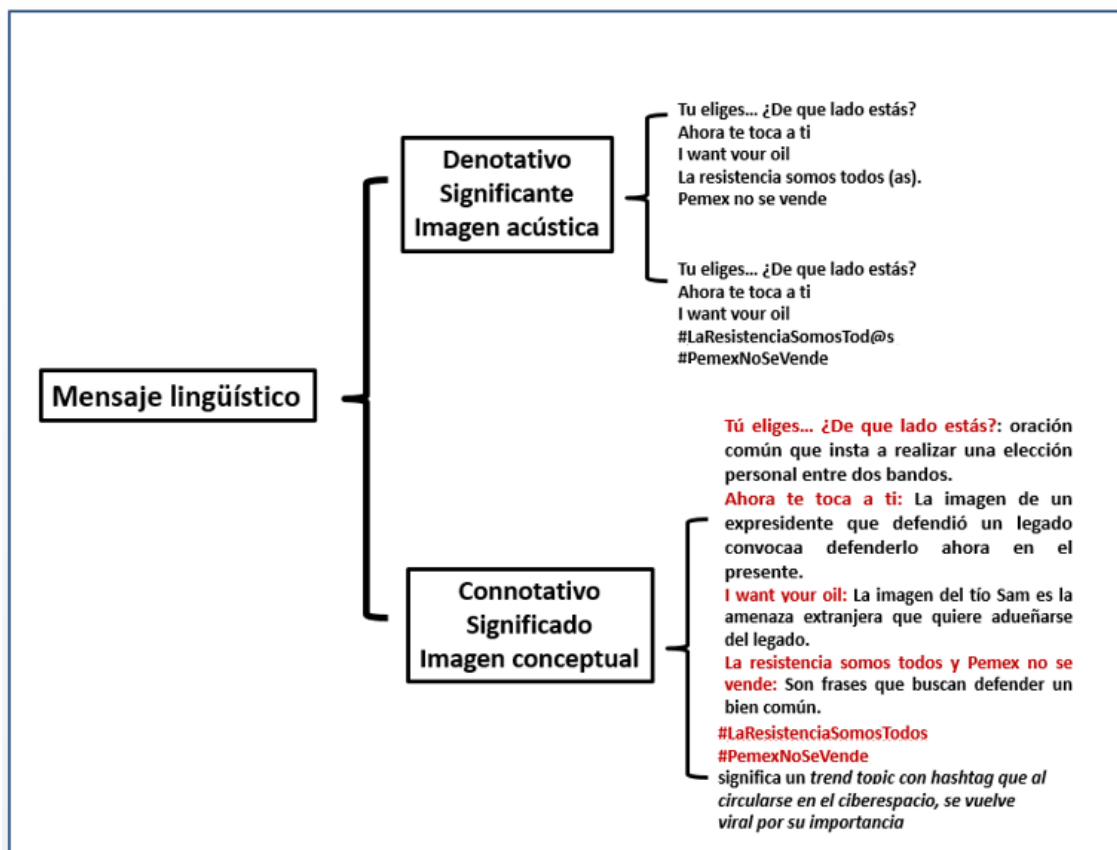 Mensaje lingüístico
Denotativo
Significante
Imagen acústica
Tu eliges... ¿De que lado estás?
Ahora te toca a ti
I want your oil
La resistencia somos todos (as).
Pemex no se vende
Tu eliges... ¿De que lado estás?
Ahora te toca a ti
I want your oil
#LaResistenciaSomosTod@s
#PemexNoSeVende
Connotativo
Significado
Imagen conceptual
Tú eliges... ¿De que lado estás?: oración
común que insta a realizar una elección
personal entre dos bandos.
Ahora te toca a ti: La imagen de un
expresidente que defendió un legado
convocaa defenderlo ahora en el
presente.
I want your oil: La imagen del tío Sam es la
amenaza extranjera que quiere adueñarse
del legado.
La resistencia somos todos y Pemex no se
vende: Son frases que buscan defender un
bien común.
#LaResistenciaSomosTodos
#PemexNoSeVende
significa un trend topic con hashtag que al
circularse en el ciberespacio, se vuelve
viral por su importancia